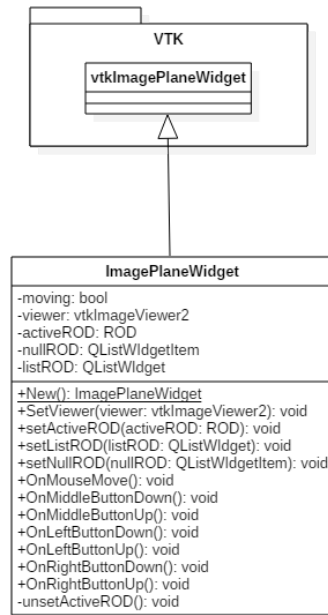 VTK
vtkImagePlaneWidget
ImagePlaneWidget
-moving: bool
-viewer: vtkImageViewer2
-activeROD: ROD
-nullROD: QListWIdgetItem
-listROD: QListWIdget
+New(): ImagePlaneWidget
+SetViewer(viewer: vtkImageViewer2): void
+setActiveROD(activeROD: ROD): void
+setListROD(listROD: QListWIdget): void
+setNullROD(nullROD: QListWIdgetItem): void
+OnMouseMove(): void
+OnMiddleButtonDown(): void
+OnMiddleButtonUp(): void
+OnLeftButtonDown(): void
+OnLeftButtonUp(): void
+OnRightButtonDown(): void
+OnRightButtonUp(): void
-unsetActiveROD(): void